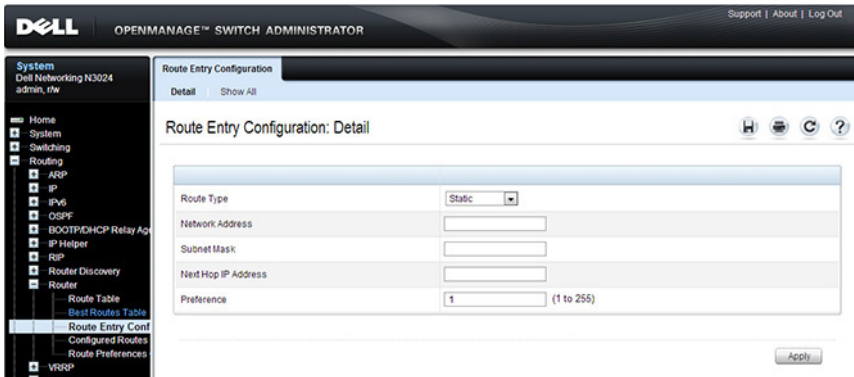 Support | About | Log Out
DELL OPENMANAGE™ SWITCH ADMINISTRATOR
System
Dell Networking N3024
admin, r/w
Home
System
Switching
Routing
ARP
IP
IPv6
OSPF
BOOTP/DHCP Relay Age
IP Helper
RIP
Router Discovery
Router
Route Table
Best Routes Table
Route Entry Conf
Configured Routes
Route Preferences
VRRP
Route Entry Configuration
Detail Show All
Route Entry Configuration: Detail
Route Type Static
Network Address
Subnet Mask
Next Hop IP Address
Preference 1 (1 to 255)
Apply